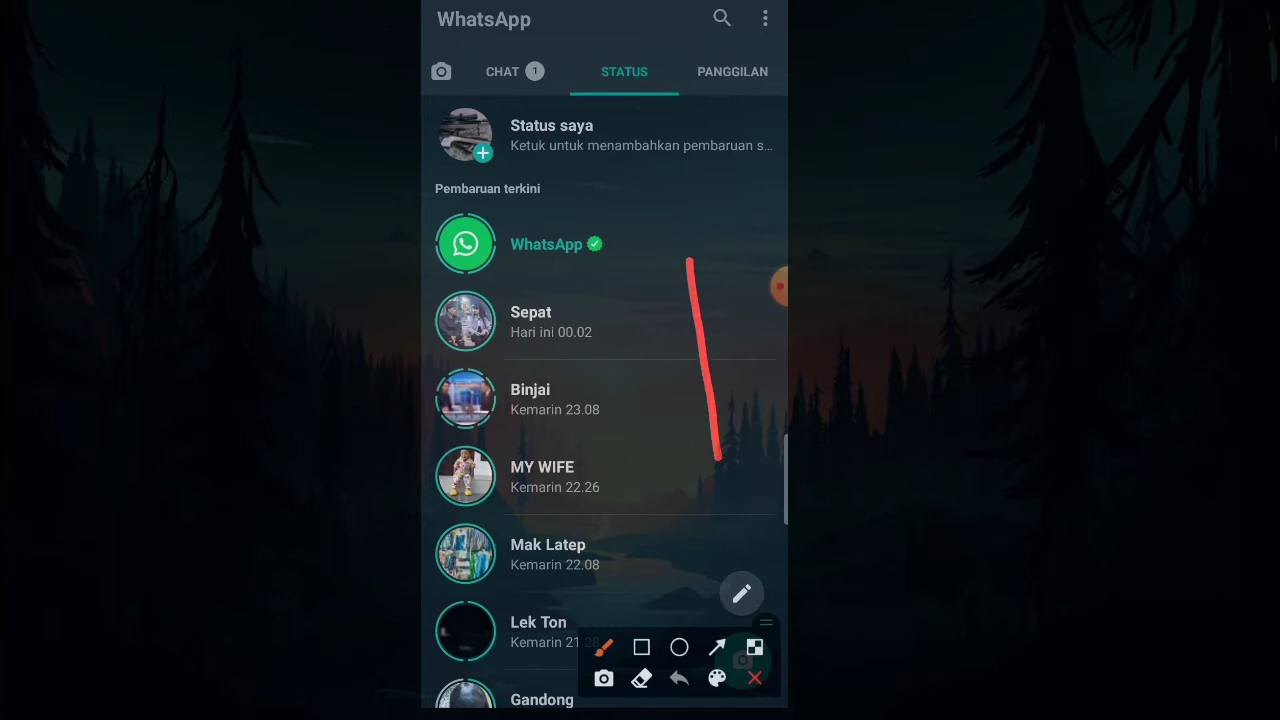 WhatsApp
CHAT 1
STATUS
PANGGILAN
Status saya
Ketuk untuk menambahkan pembaruan s...
Pembaruan terkini
WhatsApp
Sepat
Hari ini 00.02
Binjai
Kemarin 23.08
MY WIFE
Kemarin 22.26
Mak Latep
Kemarin 22.08
Lek Ton
Kemarin 21.28
Gandong